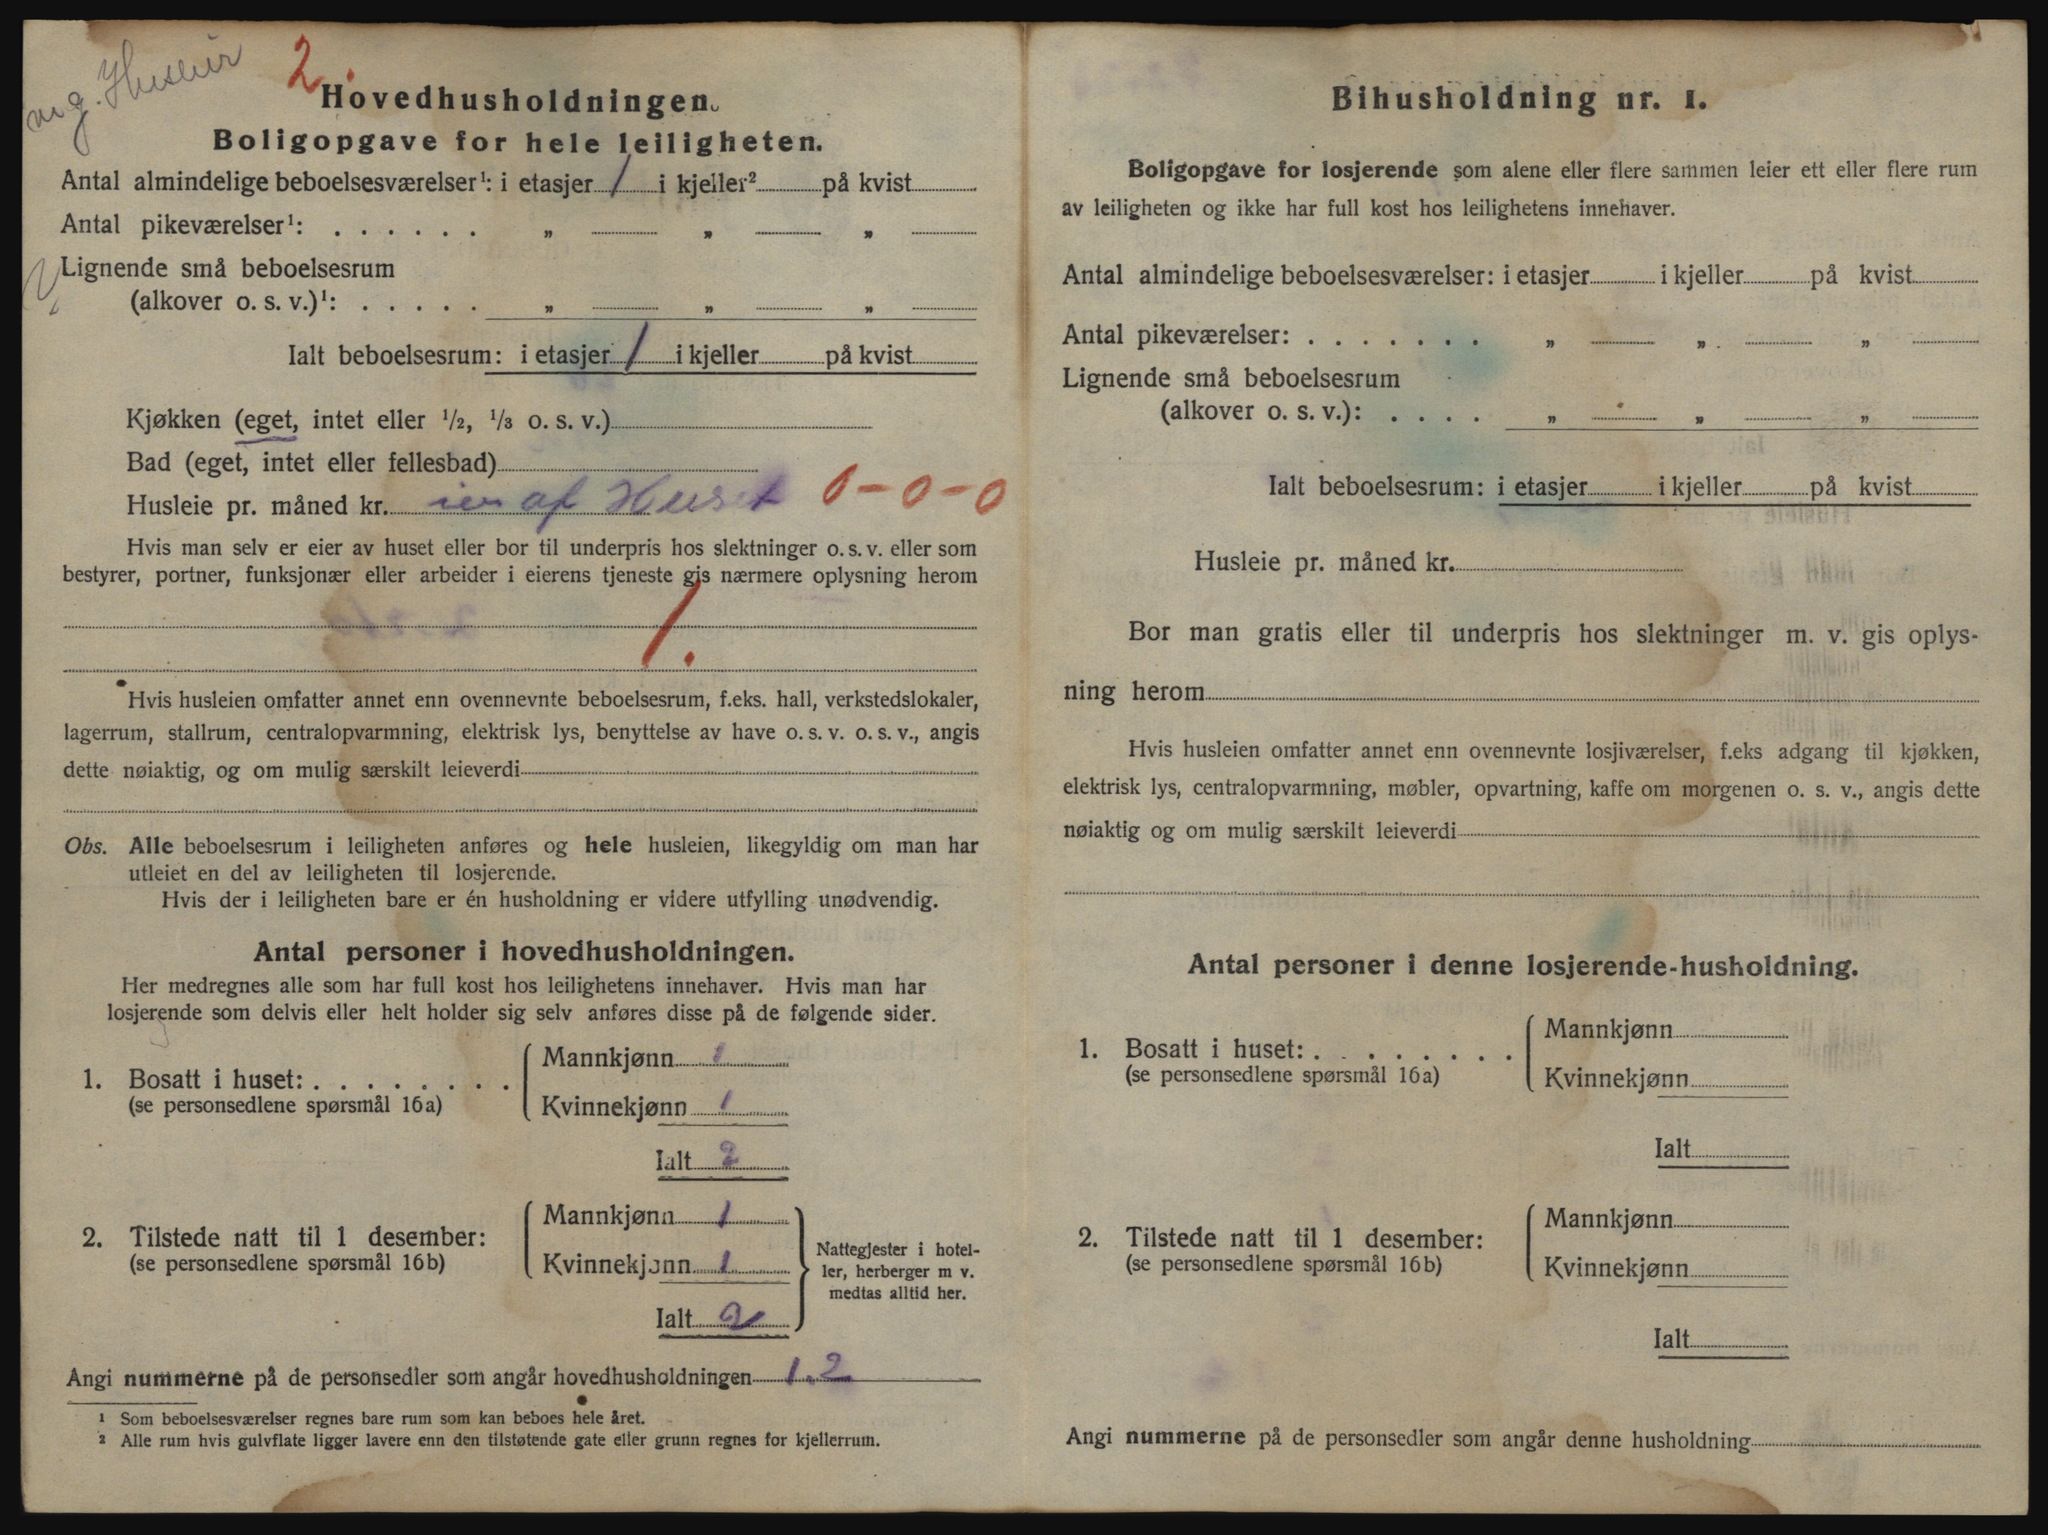 2.
Hovedhusholdningen.
Boligopgave for hele leiligheten.
Antal almindelige beboelsesværelser¹: i etasjer 1 i kjeller² på kvist
Antal pikeværelser¹: . . . . . . „ „ „
Lignende små beboelsesrum
(alkover o. s. v.)¹: . . . . . „ „ „
Ialt beboelsesrum: i etasjer 1 i kjeller på kvist
Kjøkken (eget, intet eller 1/2, 1/3 o. s. v.)
Bad (eget, intet eller fellesbad)
Husleie pr. måned kr. ier af Huset 0-0-0
Hvis man selv er eier av huset eller bor til underpris hos slektninger o. s. v. eller som
bestyrer, portner, funksjonær eller arbeider i eierens tjeneste gis nærmere oplysning herom
1.
Hvis husleien omfatter annet enn ovennevnte beboelsesrum, f.eks. hall, verkstedslokaler,
lagerrum, stallrum, centralopvarmning, elektrisk lys, benyttelse av have o. s. v. o. s. v., angis
dette nøiaktig, og om mulig særskilt leieverdi
Obs. Alle beboelsesrum i leiligheten anføres og hele husleien, likegyldig om man har
utleiet en del av leiligheten til losjerende.
Hvis der i leiligheten bare er én husholdning er videre utfylling unødvendig.
Antal personer i hovedhusholdningen.
Her medregnes alle som har full kost hos leilighetens innehaver. Hvis man har
losjerende som delvis eller helt holder sig selv anføres disse på de følgende sider.
1. Bosatt i huset: . . . . . . . .
(se personsedlene spørsmål 16a)
Mannkjønn 1
Kvinnekjønn 1
Ialt 2
2. Tilstede natt til 1 desember:
(se personsedlene spørsmål 16b)
Mannkjønn 1
Kvinnekjønn 1
Ialt 2
Nattegjester i hotel-
ler, herberger m v.
medtas alltid her.
Angi nummerne på de personsedler som angår hovedhusholdningen 1.2
¹ Som beboelsesværelser regnes bare rum som kan beboes hele året.
² Alle rum hvis gulvflate ligger lavere enn den tilstøtende gate eller grunn regnes for kjellerrum.
Bihusholdning nr. 1.
Boligopgave for losjerende som alene eller flere sammen leier ett eller flere rum
av leiligheten og ikke har full kost hos leilighetens innehaver.
Antal almindelige beboelsesværelser: i etasjer i kjeller på kvist
Antal pikeværelser: . . . . . . . „ „ „
Lignende små beboelsesrum
(alkover o. s. v.): . . . . „ „ „
Ialt beboelsesrum: i etasjer i kjeller på kvist
Husleie pr. måned kr.
Bor man gratis eller til underpris hos slektninger m. v. gis oplys-
ning herom
Hvis husleien omfatter annet enn ovennevnte losjiværelser, f.eks adgang til kjøkken,
elektrisk lys, centralopvarmning, møbler, opvartning, kaffe om morgenen o. s. v., angis dette
nøiaktig og om mulig særskilt leieverdi
Antal personer i denne losjerende-husholdning.
1. Bosatt i huset: . . . . . . . .
(se personsedlene spørsmål 16a)
Mannkjønn
Kvinnekjønn
Ialt
2. Tilstede natt til 1 desember:
(se personsedlene spørsmål 16b)
Mannkjønn
Kvinnekjønn
Ialt
Angi nummerne på de personsedler som angår denne husholdning